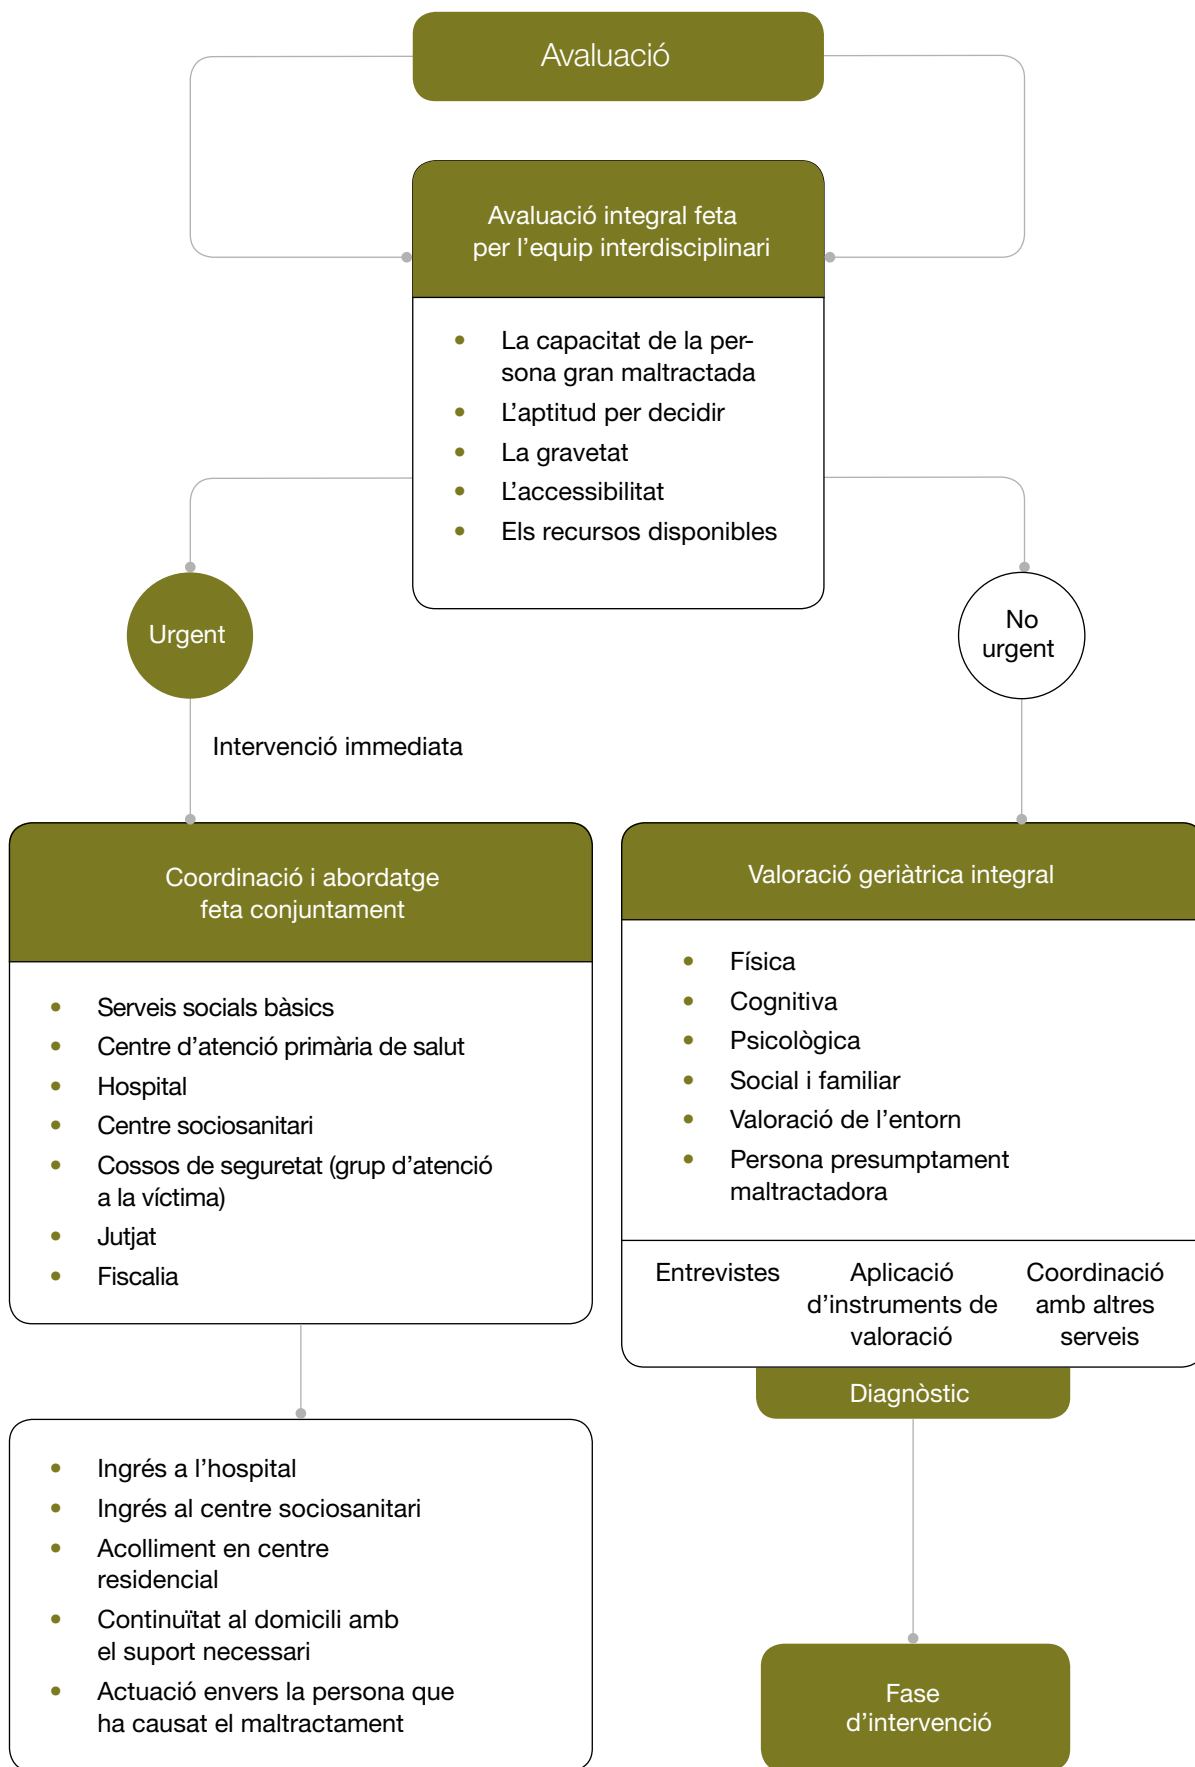 Avaluació
Avaluació integral feta
per l’equip interdisciplinari
La capacitat de la per-
sona gran maltractada
L’aptitud per decidir
La gravetat
L’accessibilitat
Els recursos disponibles
Urgent
No
urgent
Intervenció immediata
Coordinació i abordatge
feta conjuntament
Serveis socials bàsics
Centre d’atenció primària de salut
Hospital
Centre sociosanitari
Cossos de seguretat (grup d’atenció
a la víctima)
Jutjat
Fiscalia
Ingrés a l’hospital
Ingrés al centre sociosanitari
Acolliment en centre
residencial
Continuïtat al domicili amb
el suport necessari
Actuació envers la persona que
ha causat el maltractament
Valoració geriàtrica integral
Física
Cognitiva
Psicològica
Social i familiar
Valoració de l’entorn
Persona presumptament
maltractadora
Entrevistes
Aplicació
d’instruments de
valoració
Coordinació
amb altres
serveis
Diagnòstic
Fase
d’intervenció